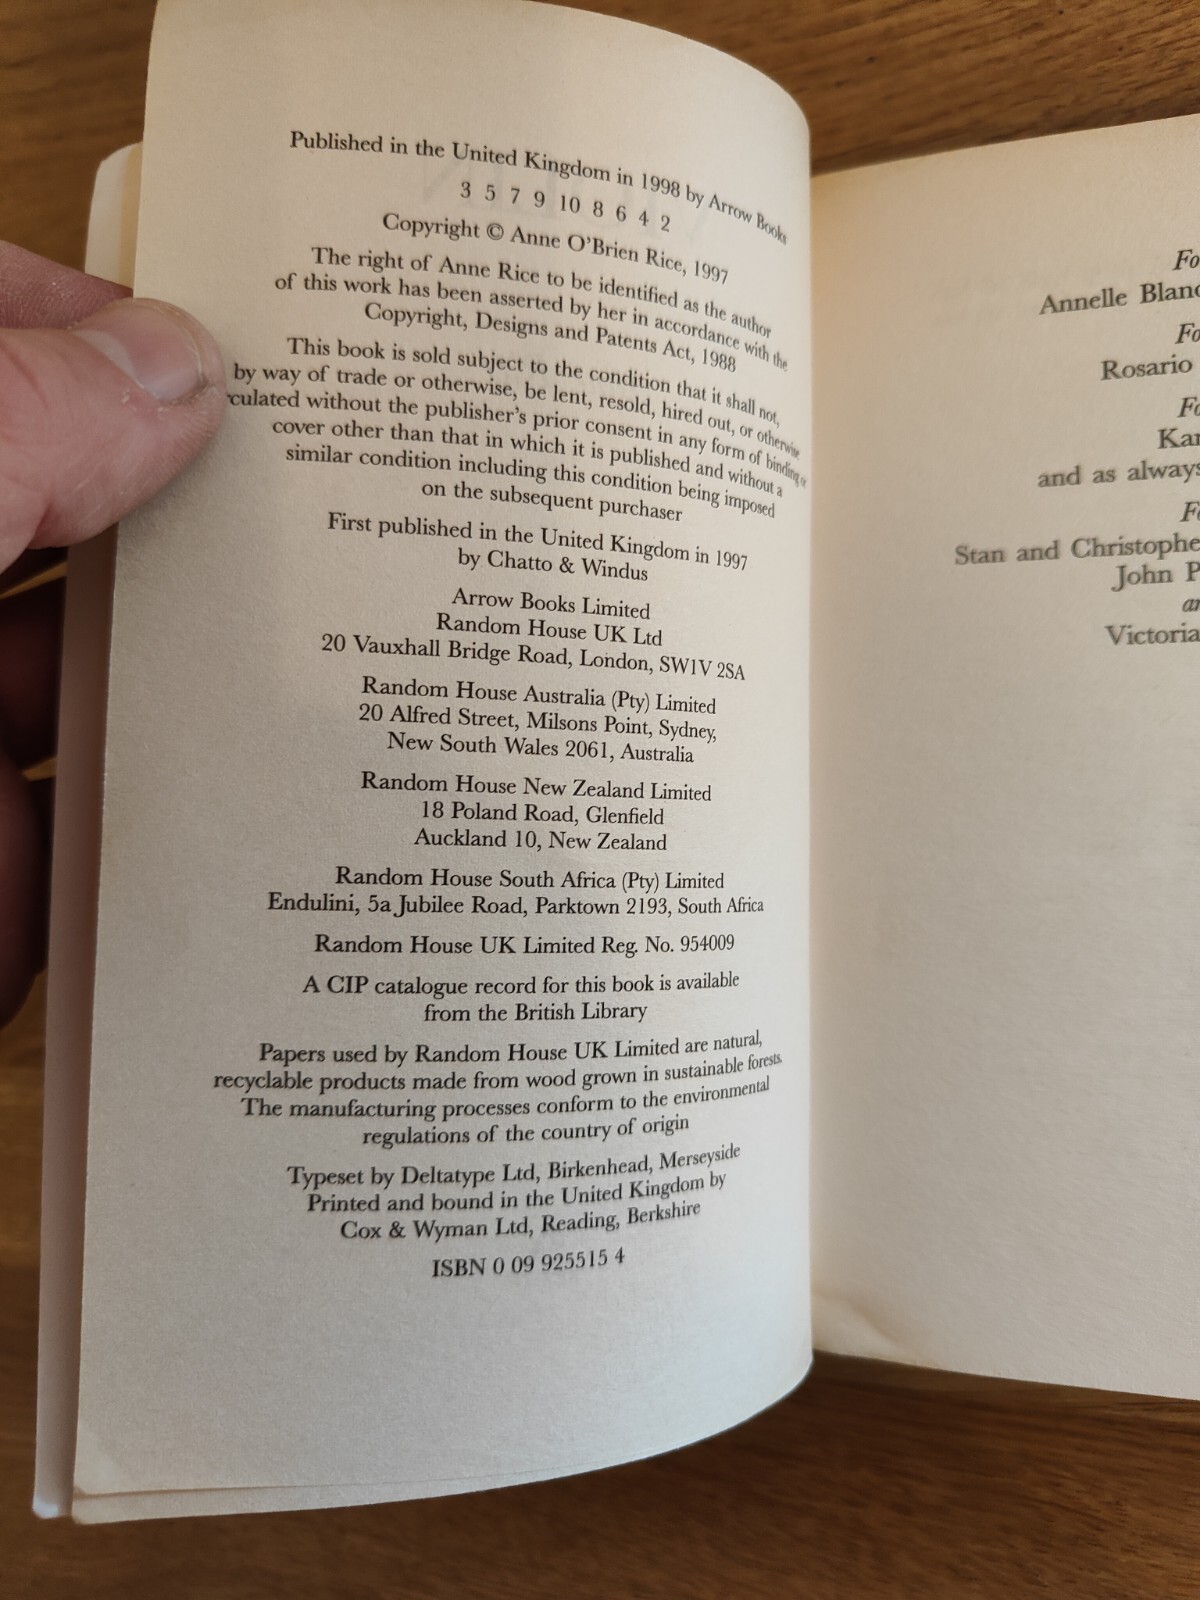 Published in the United Kingdom in 1998 by Arrow Books
3 5 7 9 10 8 6 4 2
Copyright © Anne O'Brien Rice, 1997
The right of Anne Rice to be identified as the author
of this work has been asserted by her in accordance with the
Copyright, Designs and Patents Act, 1988
This book is sold subject to the condition that it shall not,
by way of trade or otherwise, be lent, resold, hired out, or otherwise
culated without the publisher's prior consent in any form of binding or
cover other than that in which it is published and without a
similar condition including this condition being imposed
on the subsequent purchaser
First published in the United Kingdom in 1997
by Chatto & Windus
Arrow Books Limited
Random House UK Ltd
20 Vauxhall Bridge Road, London, SW1V 2SA
Random House Australia (Pty) Limited
20 Alfred Street, Milsons Point, Sydney,
New South Wales 2061, Australia
Random House New Zealand Limited
18 Poland Road, Glenfield
Auckland 10, New Zealand
Random House South Africa (Pty) Limited
Endulini, 5a Jubilee Road, Parktown 2193, South Africa
Random House UK Limited Reg. No. 954009
A CIP catalogue record for this book is available
from the British Library
Papers used by Random House UK Limited are natural,
recyclable products made from wood grown in sustainable forests.
The manufacturing processes conform to the environmental
regulations of the country of origin
Typeset by Deltatype Ltd, Birkenhead, Merseyside
Printed and bound in the United Kingdom by
Cox & Wyman Ltd, Reading, Berkshire
ISBN 0 09 925515 4
Fo
Annelle Blanc
Fo
Rosario
Fo
Kar
and as always
Fo
Stan and Christophe
John P
an
Victoria